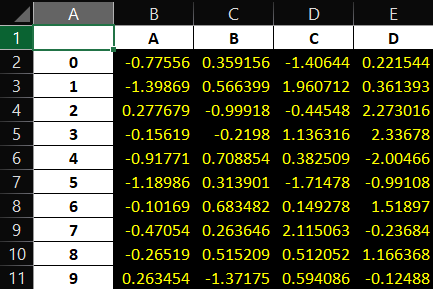 A B C D E
1 A B C D
2 0 -0.77556 0.359156 -1.40644 0.221544
3 1 -1.39869 0.566399 1.960712 0.361393
4 2 0.277679 -0.99918 -0.44548 2.273016
5 3 -0.15619 -0.2198 1.136316 2.33678
6 4 -0.91771 0.708854 0.382509 -2.00466
7 5 -1.18986 0.313901 -1.71478 -0.99108
8 6 -0.10169 0.683482 0.149278 1.51897
9 7 -0.47054 0.263646 2.115063 -0.23684
10 8 -0.26519 0.515209 0.512052 1.166368
11 9 0.263454 -1.37175 0.594086 -0.12488